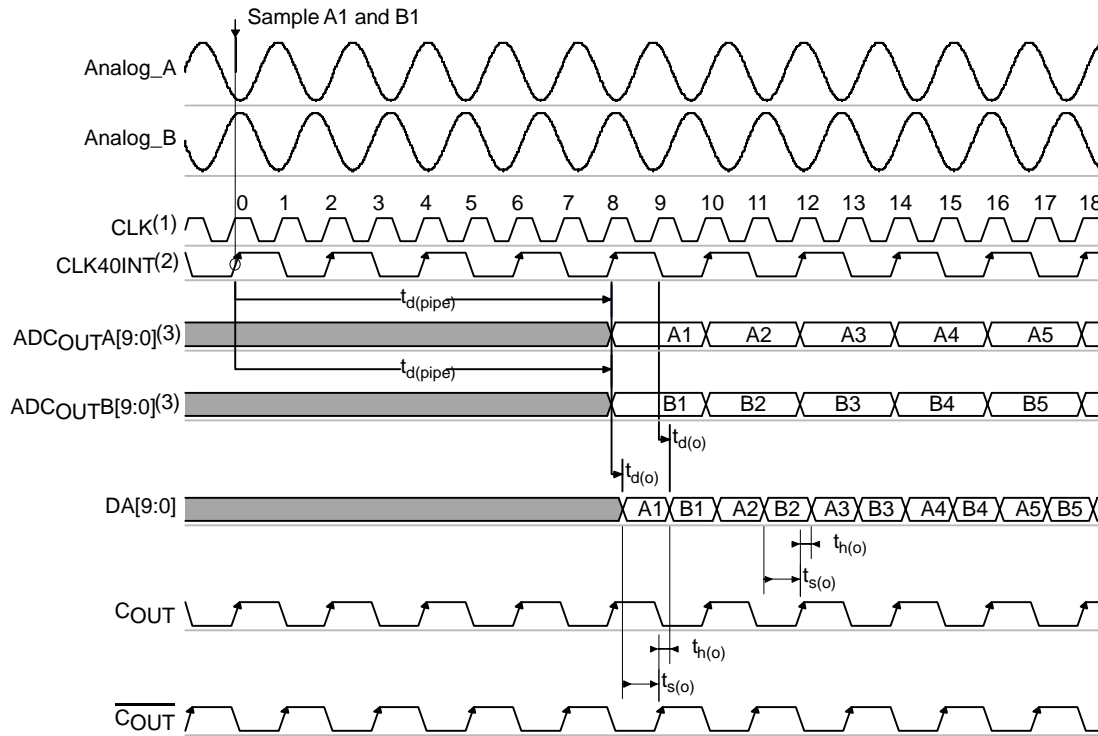 Sample A1 and B1
Analog_A
Analog_B
0 1 2 3 4 5 6 7 8 9 10 11 12 13 14 15 16 17 18
CLK(1)
CLK40INT(2)
td(pipe)
ADCOUTA[9:0](3)
A1 A2 A3 A4 A5
td(pipe)
ADCOUTB[9:0](3)
B1 B2 B3 B4 B5
td(o)
td(o)
DA[9:0]
A1 B1 A2 B2 A3 B3 A4 B4 A5 B5
th(o)
ts(o)
COUT
th(o)
ts(o)
COUT